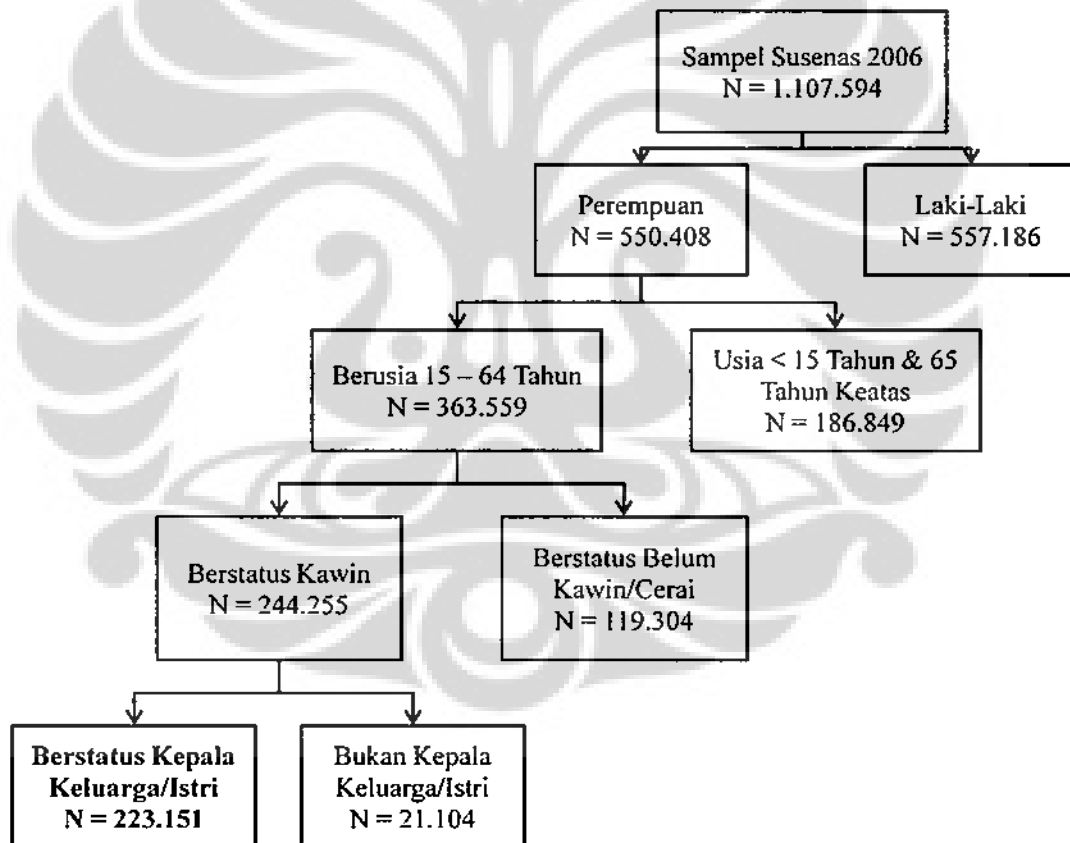 Sampel Susenas 2006
N = 1.107.594
Perempuan
N = 550.408
Laki-Laki
N = 557.186
Berusia 15 – 64 Tahun
N = 363.559
Usia < 15 Tahun & 65
Tahun Keatas
N = 186.849
Berstatus Kawin
N = 244.255
Berstatus Belum
Kawin/Cerai
N = 119.304
Berstatus Kepala
Keluarga/Istri
N = 223.151
Bukan Kepala
Keluarga/Istri
N = 21.104